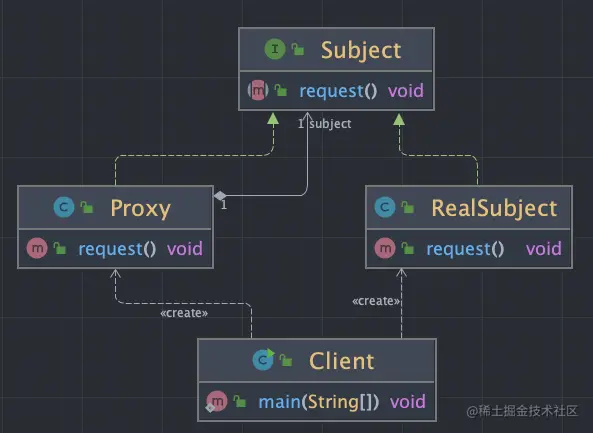 I Subject
m request() void
1 subject
C Proxy
1
C RealSubject
m request() void
m request() void
«create»
«create»
C Client
m main(String[]) void
@稀土掘金技术社区